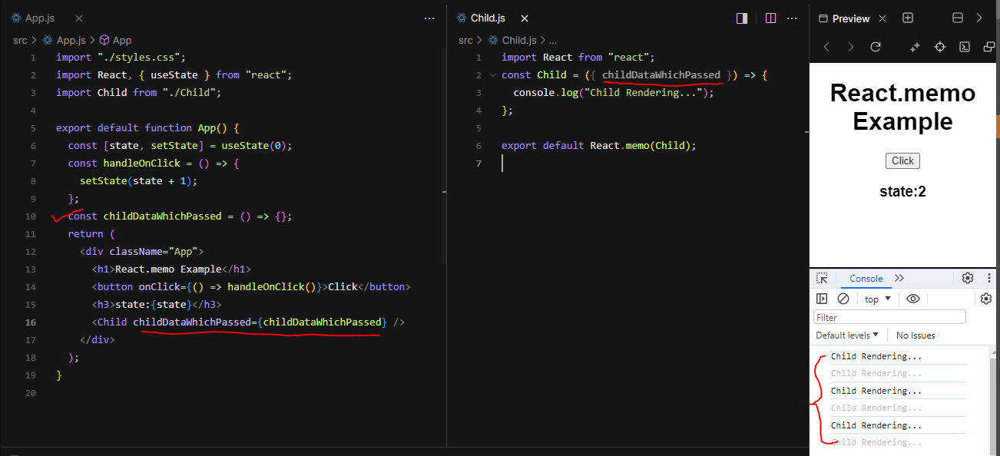 App.js
src > App.js > App
1 import "./styles.css";
2 import React, { useState } from "react";
3 import Child from "./Child";
4
5 export default function App() {
6 const [state, setState] = useState(0);
7 const handleOnClick = () => {
8 setState(state + 1);
9 };
10 const childDataWhichPassed = () => {};
11 return (
12 <div className="App">
13 <h1>React.memo Example</h1>
14 <button onClick={() => handleOnClick()}>Click</button>
15 <h3>state:{state}</h3>
16 <Child childDataWhichPassed={childDataWhichPassed} />
17 </div>
18 );
19 }
20
Child.js
src > Child.js > ...
1 import React from "react";
2 const Child = ({ childDataWhichPassed }) => {
3 console.log("Child Rendering...");
4 };
5
6 export default React.memo(Child);
7
Preview
React.memo
Example
Click
state:2
Console
top
Filter
Default levels
No Issues
Child Rendering...
Child Rendering...
Child Rendering...
Child Rendering...
Child Rendering...
Child Rendering...